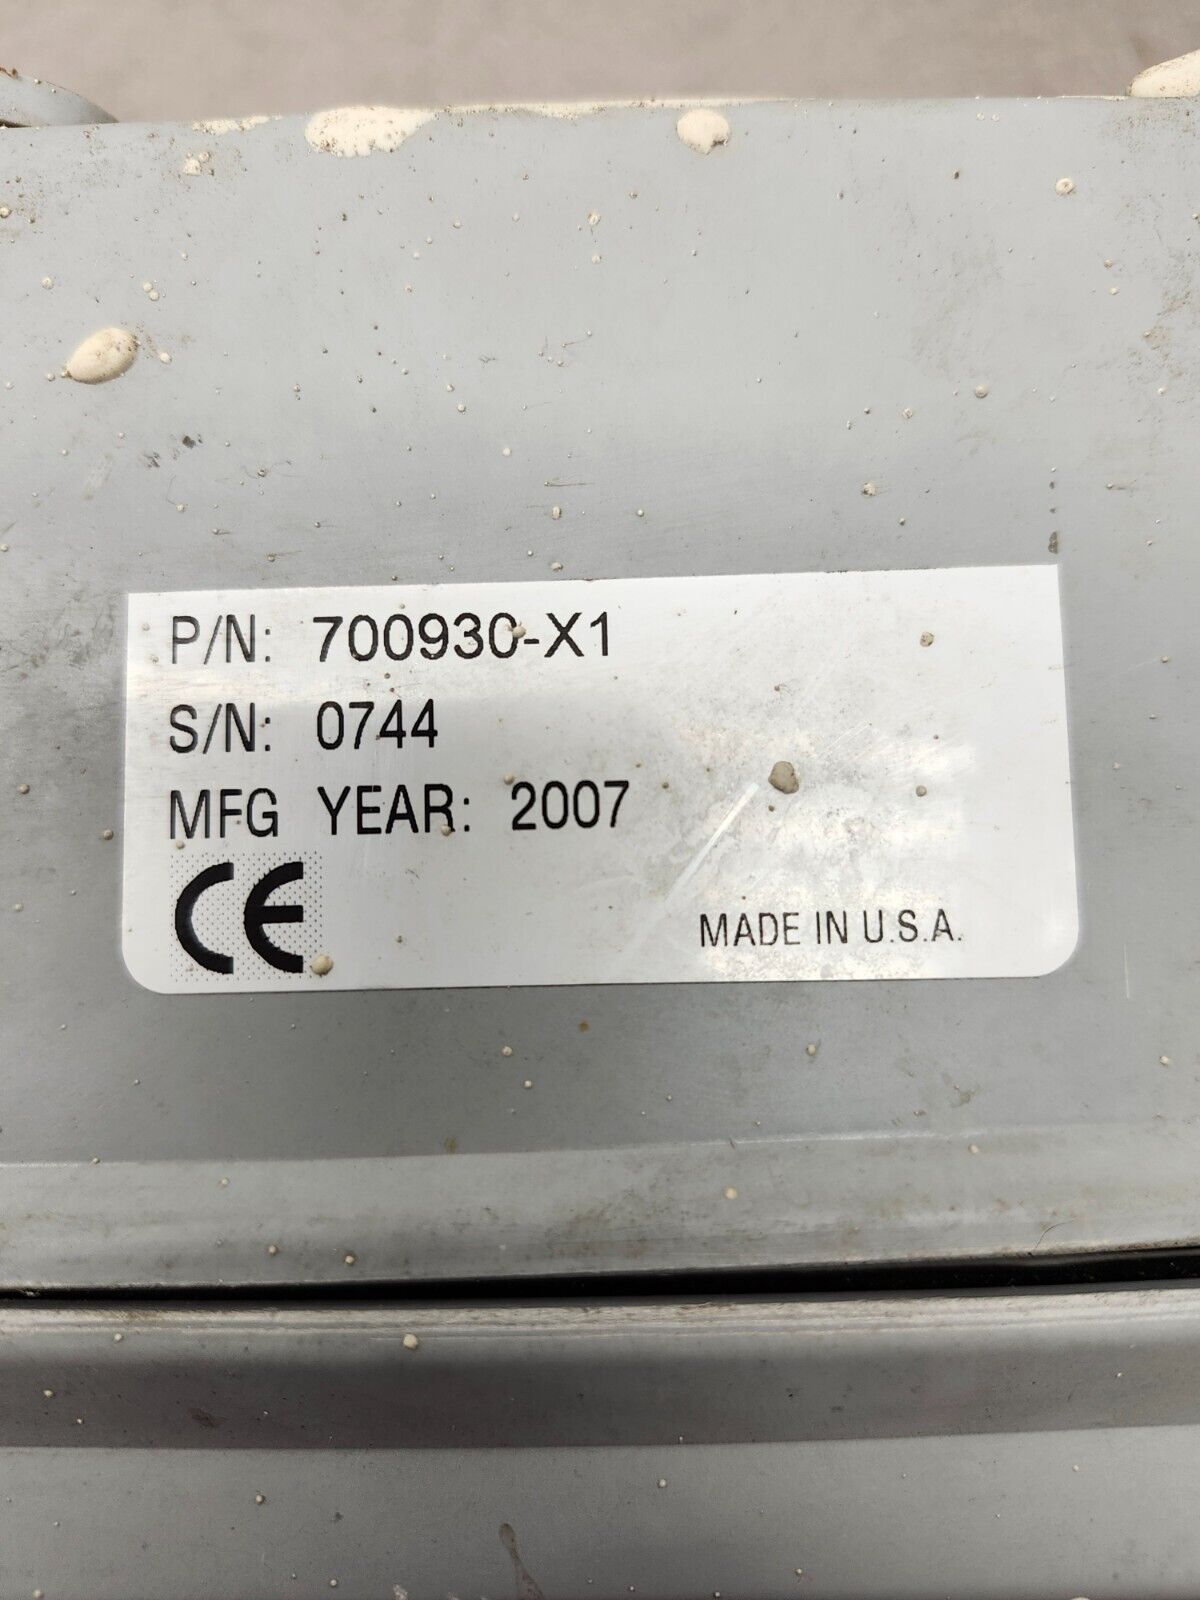 P/N: 700930-X1
S/N: 0744
MFG YEAR: 2007
CE
MADE IN U.S.A.